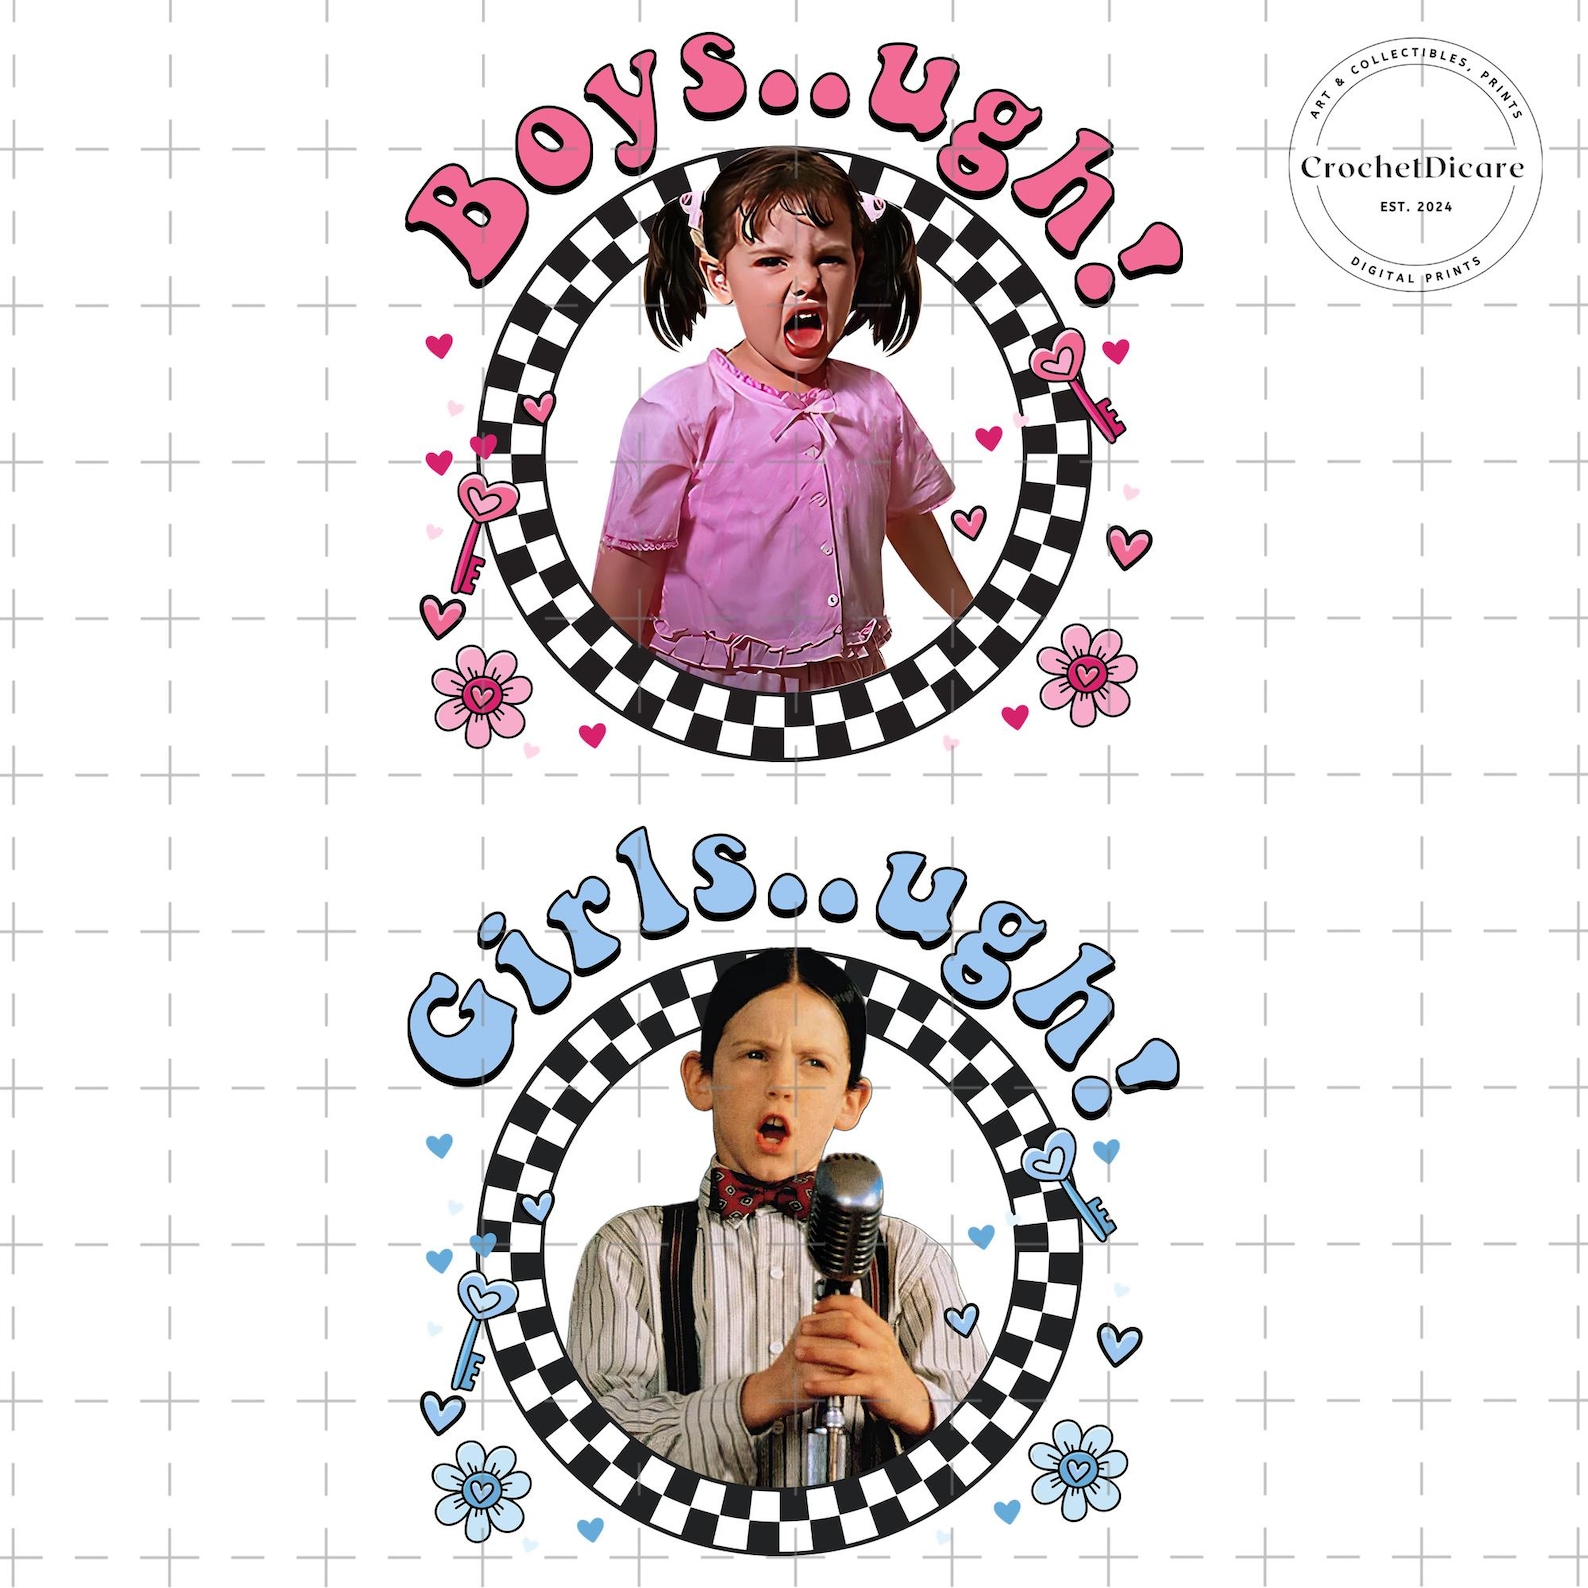 Boys..ugh!
ART & COLLECTIBLES, PRINTS
CrochetDicare
EST. 2024
DIGITAL PRINTS
Girls..ugh!